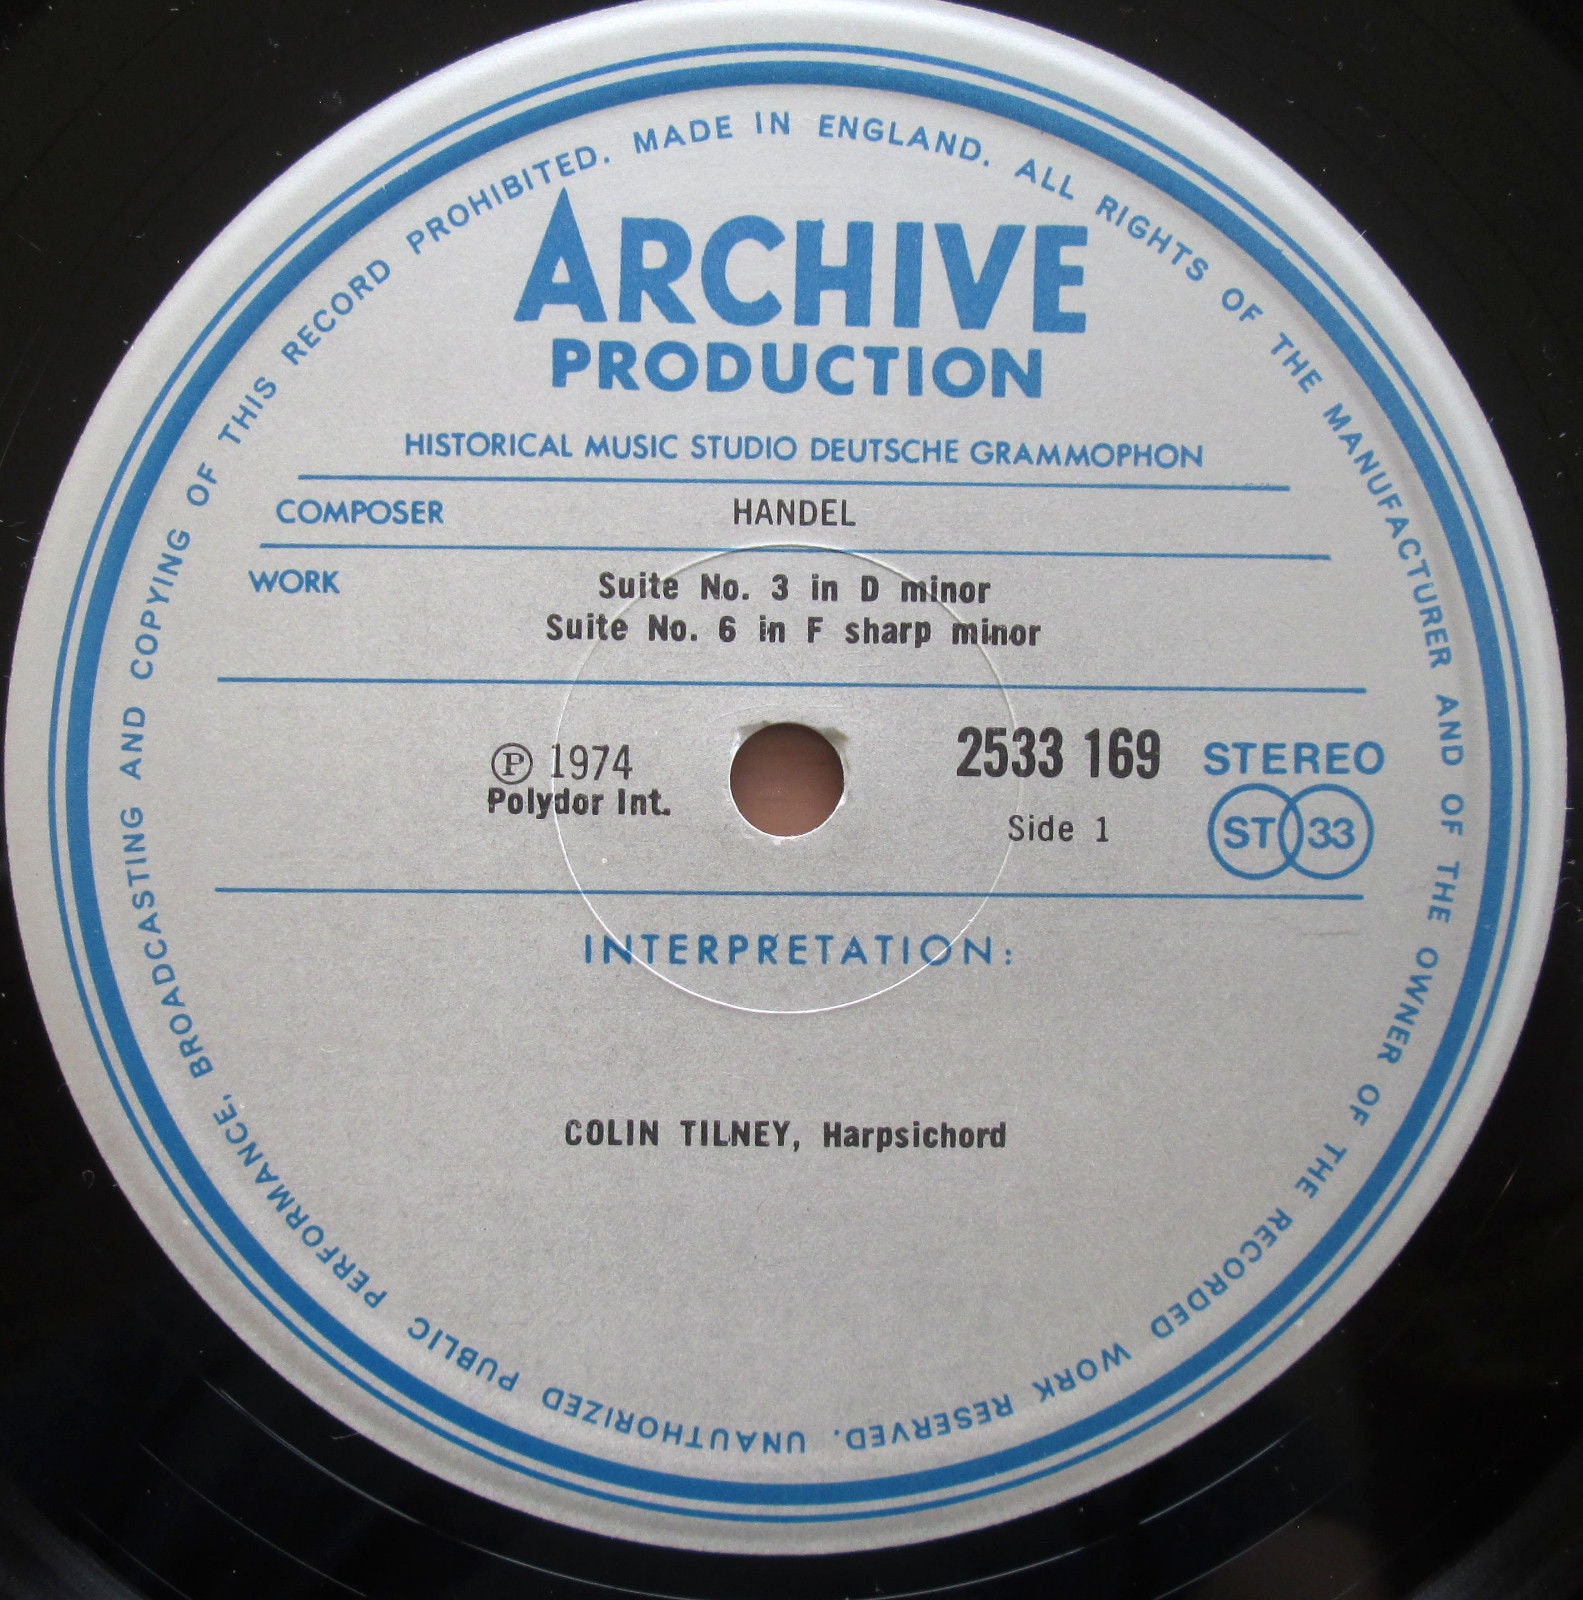 ARCHIVE
PRODUCTION
HISTORICAL MUSIC STUDIO DEUTSCHE GRAMMOPHON
COMPOSER HANDEL
WORK Suite No. 3 in D minor
Suite No. 6 in F sharp minor
Ⓟ 1974 2533 169 STEREO
Polydor Int. Side 1 ST 33
INTERPRETATION:
COLIN TILNEY, Harpsichord
MADE IN ENGLAND. ALL RIGHTS OF THE MANUFACTURER AND OF THE OWNER OF THE RECORDED WORK RESERVED. UNAUTHORIZED PUBLIC PERFORMANCE, BROADCASTING AND COPYING OF THIS RECORD PROHIBITED.